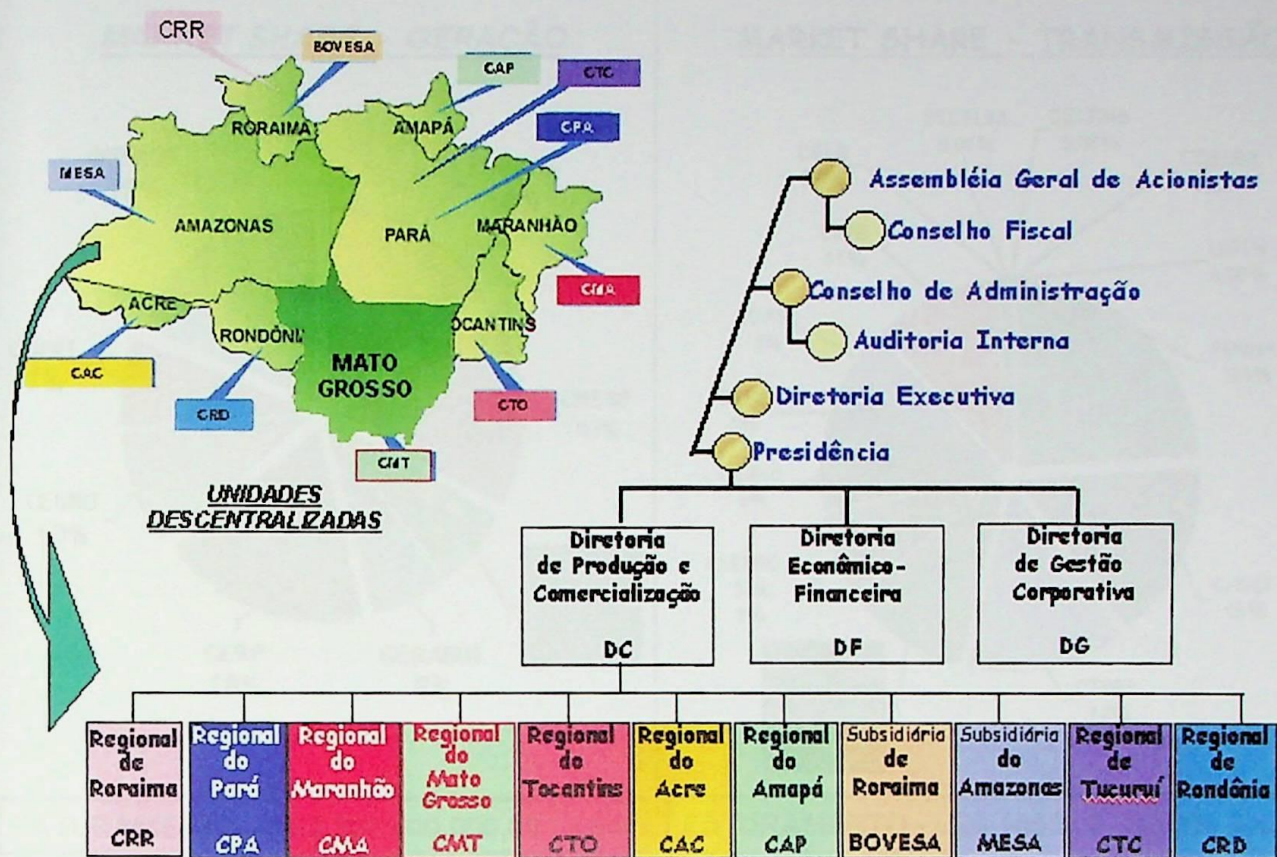 CRR
BOVESA
CAP
CTC
CPA
MESA
RORAIMA
AMAPÁ
AMAZONAS
PARÁ
MARANHÃO
CMA
ACRE
RONDÔNI
OCANTINS
MATO
GROSSO
CAC
CRD
CTO
CMT
UNIDADES
DESCENTRALIZADAS
Assembléia Geral de Acionistas
Conselho Fiscal
Conselho de Administração
Auditoria Interna
Diretoria Executiva
Presidência
Diretoria
de Produção e
Comercialização
DC
Diretoria
Econômico-
Financeira
DF
Diretoria
de Gestão
Corporativa
DG
Regional
de
Roraima
CRR
Regional
do
Pará
CPA
Regional
do
Maranhão
CMA
Regional
do
Mato
Grosso
CMT
Regional
do
Tocantins
CTO
Regional
do
Acre
CAC
Regional
do
Amapá
CAP
Subsidiária
de
Roraima
BOVESA
Subsidiária
do
Amazonas
MESA
Regional
de
Tucuruí
CTC
Regional
de
Rondônia
CRD